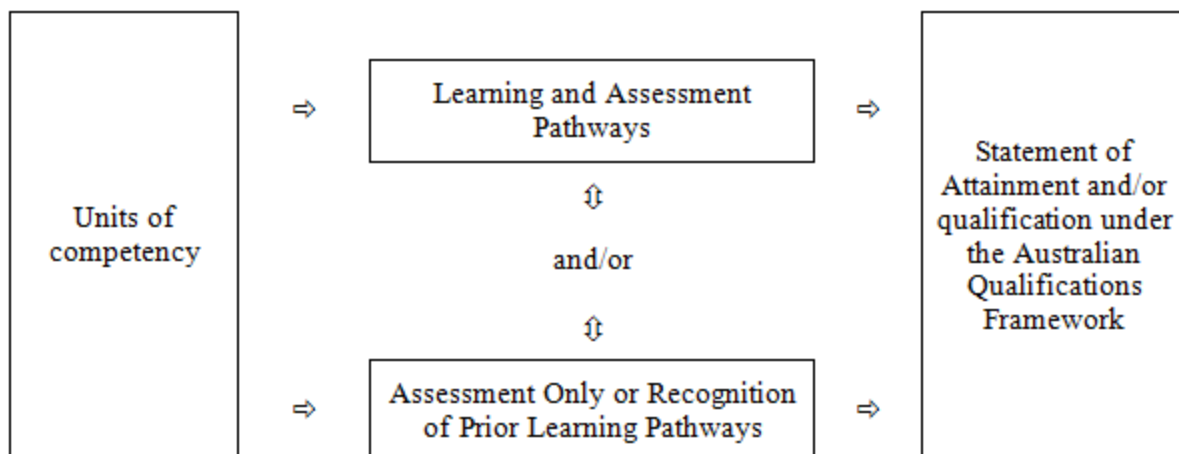 Units of
competency
Learning and Assessment
Pathways
and/or
Assessment Only or Recognition
of Prior Learning Pathways
Statement of
Attainment and/or
qualification under
the Australian
Qualifications
Framework